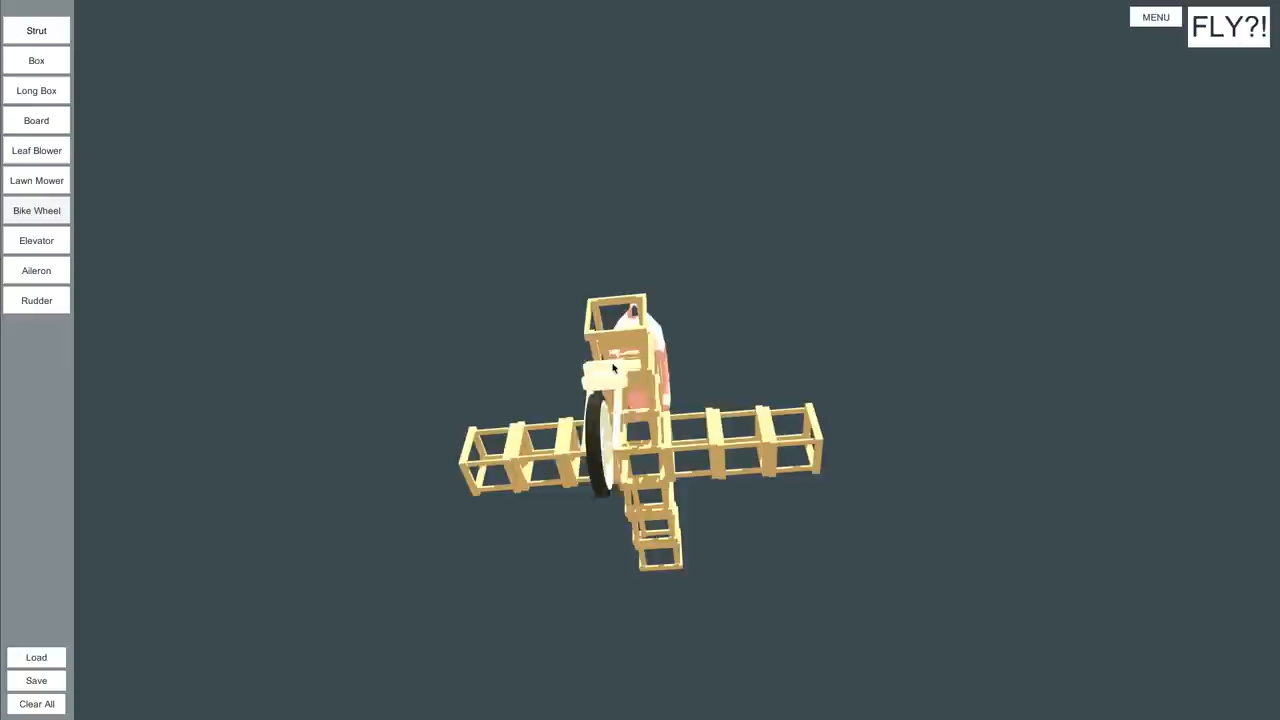 Strut
Box
Long Box
Board
Leaf Blower
Lawn Mower
Bike Wheel
Elevator
Aileron
Rudder
Load
Save
Clear All
MENU
FLY?!